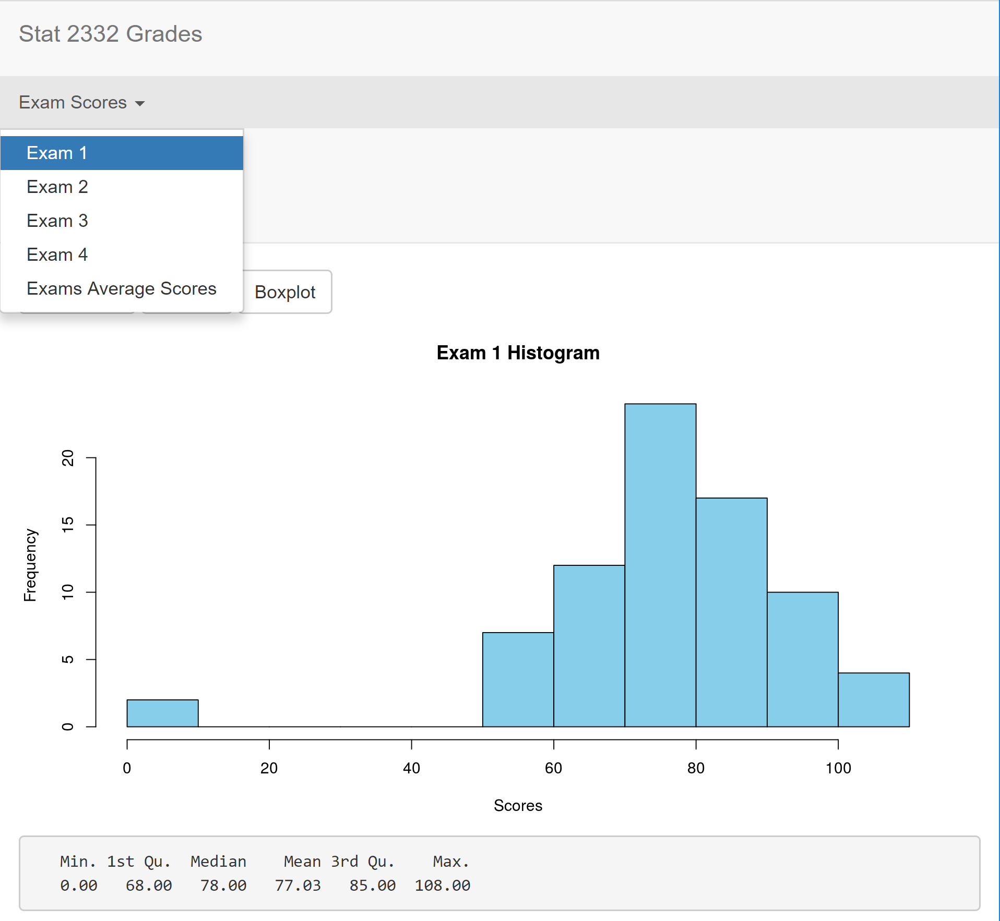 Stat 2332 Grades
Exam Scores
Exam 1
Exam 2
Exam 3
Exam 4
Exams Average Scores
Boxplot
Exam 1 Histogram
Frequency
20
15
10
5
0
0 20 40 60 80 100
Scores
Min. 1st Qu. Median Mean 3rd Qu. Max.
0.00 68.00 78.00 77.03 85.00 108.00